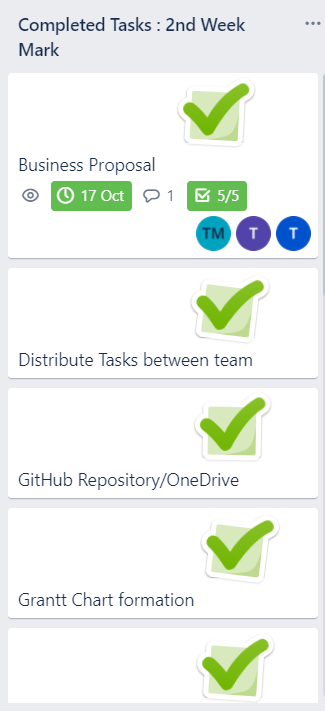 Completed Tasks : 2nd Week
Mark
Business Proposal
17 Oct 1 5/5
TM T T
Distribute Tasks between team
GitHub Repository/OneDrive
Grantt Chart formation